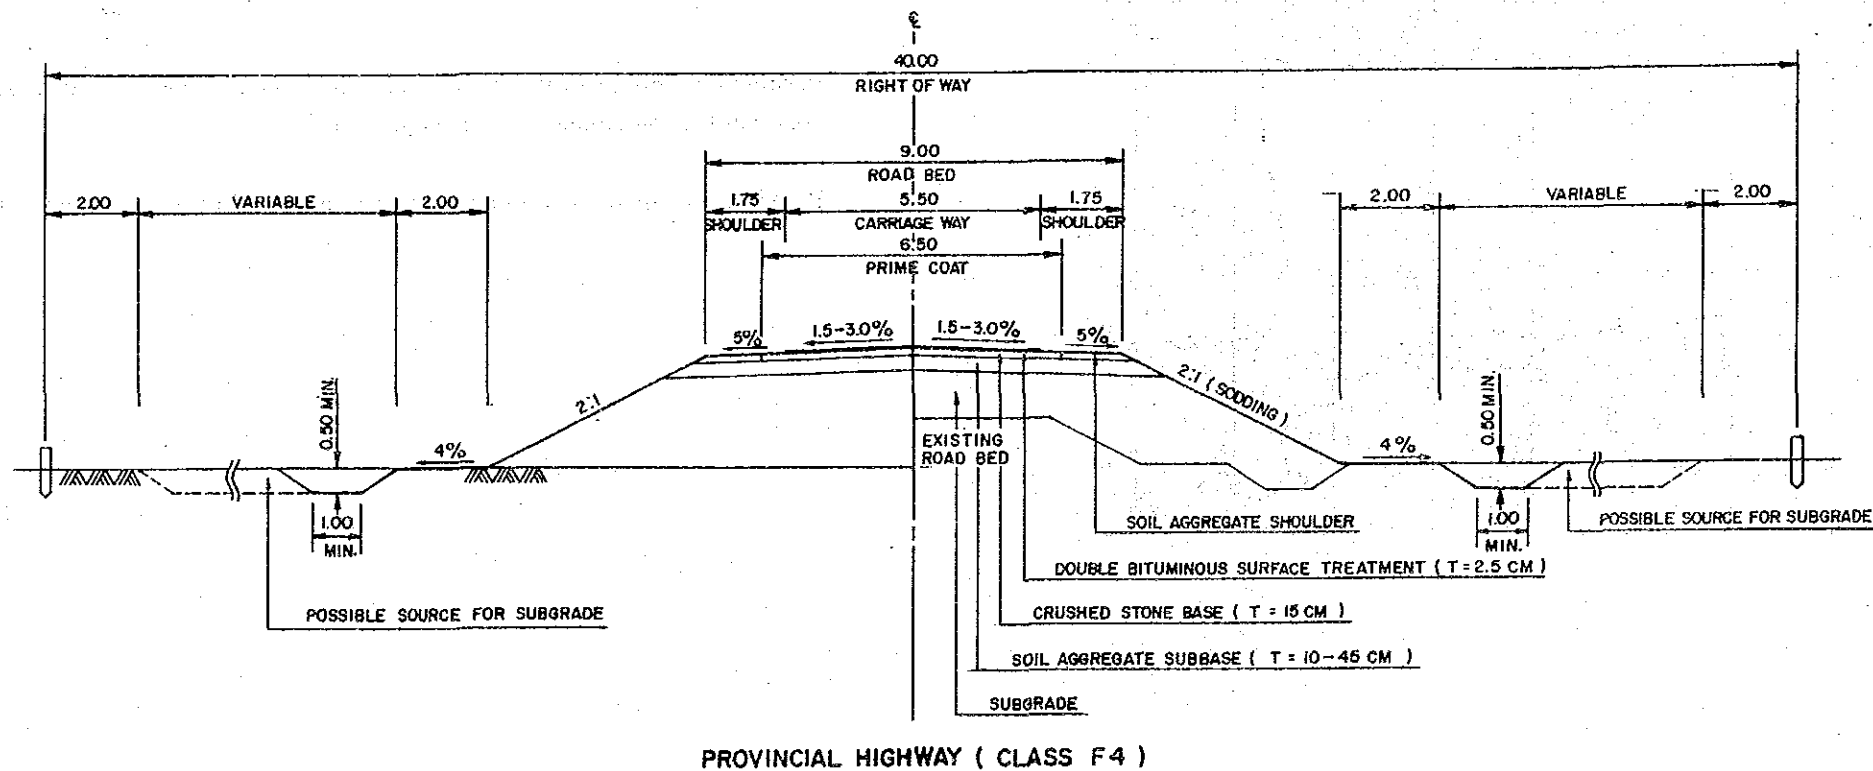 ℄
40.00
RIGHT OF WAY
9.00
ROAD BED
2.00
VARIABLE
2.00
1.75
5.50
1.75
2.00
VARIABLE
2.00
SHOULDER
CARRIAGE WAY
SHOULDER
6.50
PRIME COAT
5%
1.5-3.0%
1.5-3.0%
5%
0.50 MIN.
2:1
2:1 ( SODDING )
0.50 MIN.
4%
EXISTING
ROAD BED
4%
1.00
MIN.
SOIL AGGREGATE SHOULDER
1.00
MIN.
POSSIBLE SOURCE FOR SUBGRADE
DOUBLE BITUMINOUS SURFACE TREATMENT ( T = 2.5 CM )
POSSIBLE SOURCE FOR SUBGRADE
CRUSHED STONE BASE ( T = 15 CM )
SOIL AGGREGATE SUBBASE ( T = 10-45 CM )
SUBGRADE
PROVINCIAL HIGHWAY ( CLASS F4 )